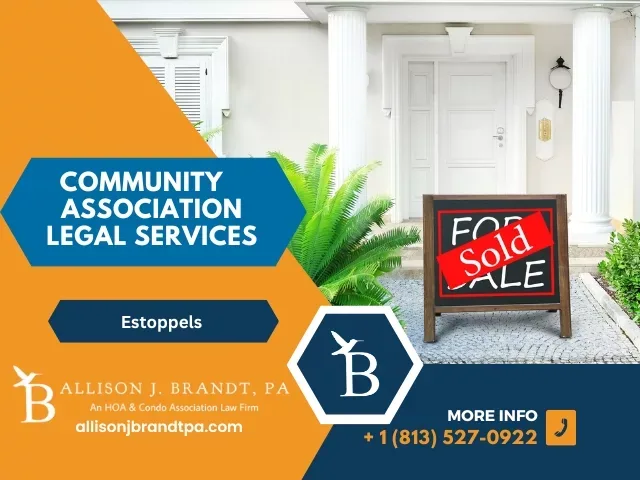 COMMUNITY
ASSOCIATION
LEGAL SERVICES
Estoppels
B ALLISON J. BRANDT, PA
An HOA & Condo Association Law Firm
allisonjbrandtpa.com
FOR
Sold
SALE
B
MORE INFO
+ 1 (813) 527-0922